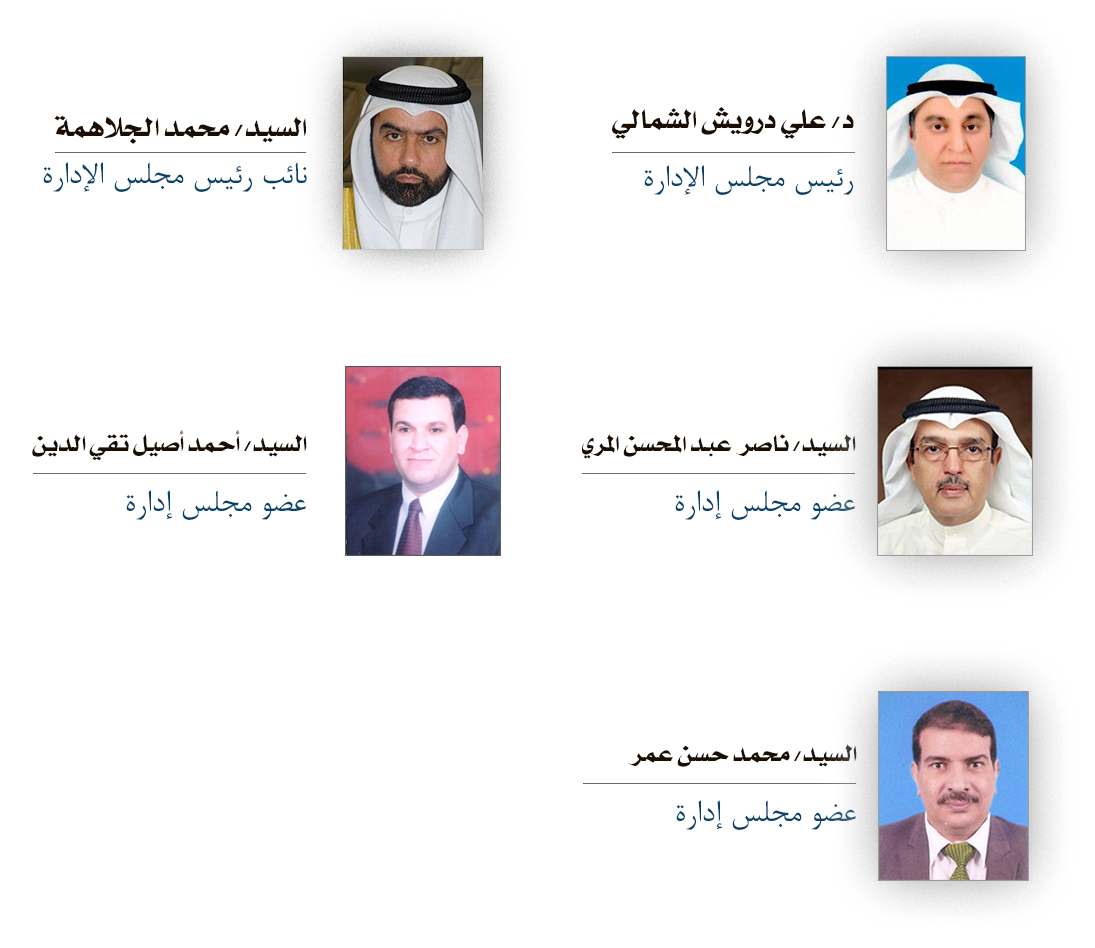 د/ علي درويش الشمالي
رئيس مجلس الإدارة
السيد/ محمد الجلاهمة
نائب رئيس مجلس الإدارة
السيد/ ناصر عبد المحسن المري
عضو مجلس إدارة
السيد/ أحمد أصيل تقي الدين
عضو مجلس إدارة
السيد/ محمد حسن عمر
عضو مجلس إدارة